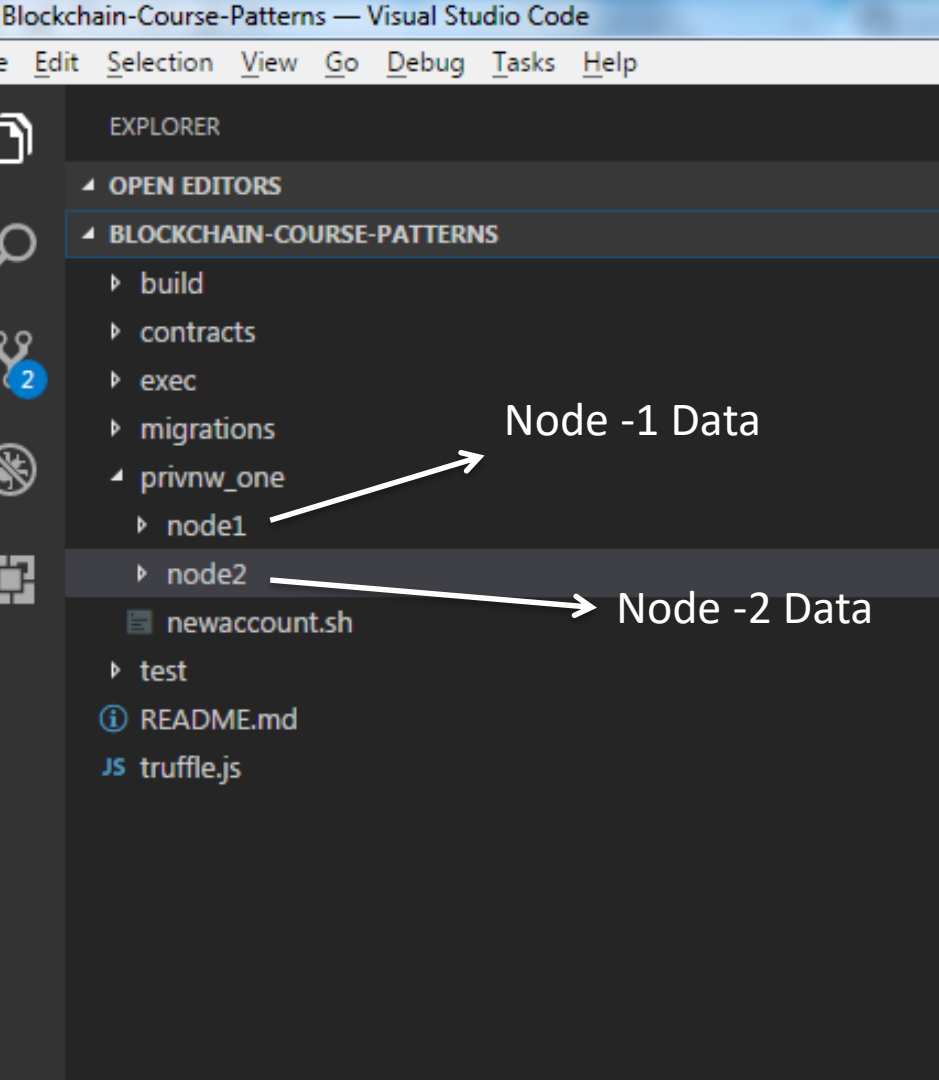 Blockchain-Course-Patterns — Visual Studio Code
e Edit Selection View Go Debug Tasks Help
EXPLORER
OPEN EDITORS
BLOCKCHAIN-COURSE-PATTERNS
build
contracts
2
exec
migrations
Node -1 Data
privnw_one
node1
node2
Node -2 Data
newaccount.sh
test
README.md
JS truffle.js